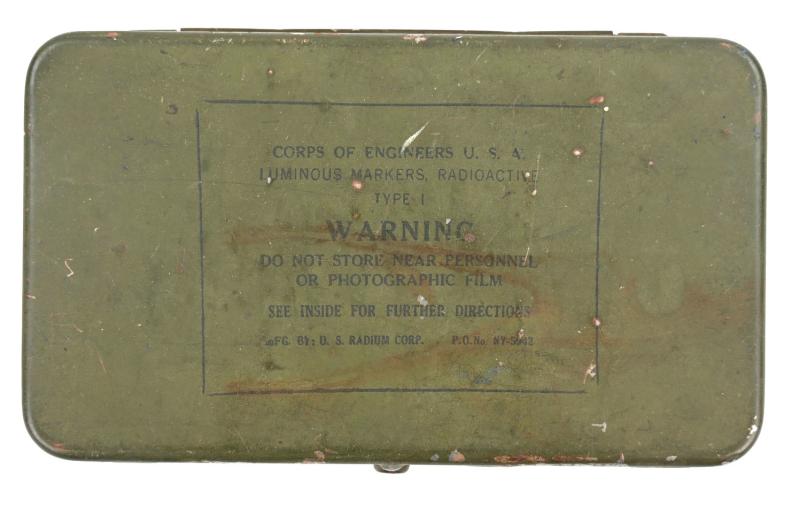 CORPS OF ENGINEERS U. S. A.
LUMINOUS MARKERS, RADIOACTIVE
TYPE I
WARNING
DO NOT STORE NEAR PERSONNEL
OR PHOTOGRAPHIC FILM
SEE INSIDE FOR FURTHER DIRECTIONS
MFG. BY: U. S. RADIUM CORP. P.O. No.